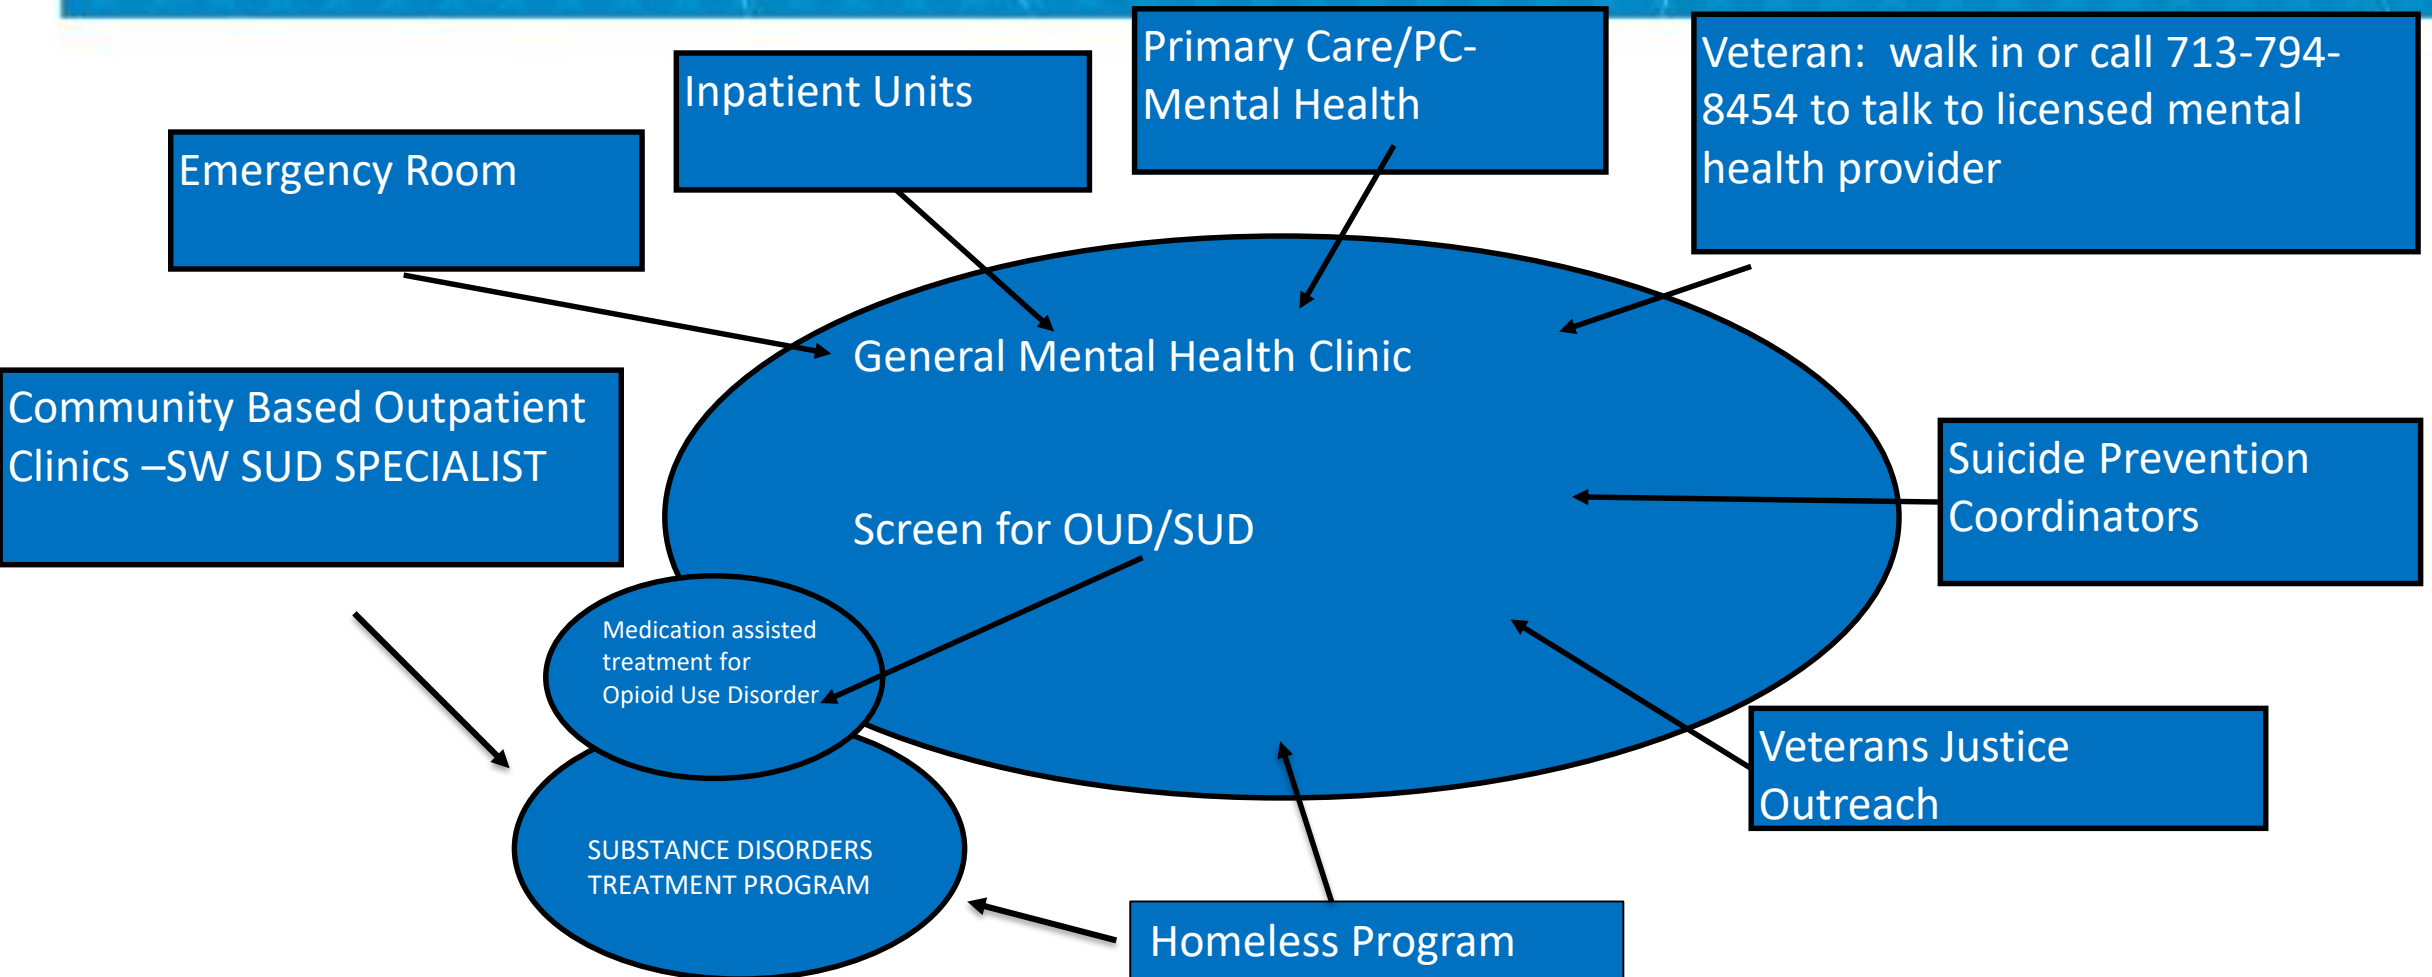 Primary Care/PC-
Mental Health
Veteran:  walk in or call 713-794-
8454 to talk to licensed mental
health provider
Inpatient Units
Emergency Room
General Mental Health Clinic
Community Based Outpatient
Clinics –SW SUD SPECIALIST
Suicide Prevention
Coordinators
Screen for OUD/SUD
Medication assisted
treatment for
Opioid Use Disorder
Veterans Justice
Outreach
SUBSTANCE DISORDERS
TREATMENT PROGRAM
Homeless Program